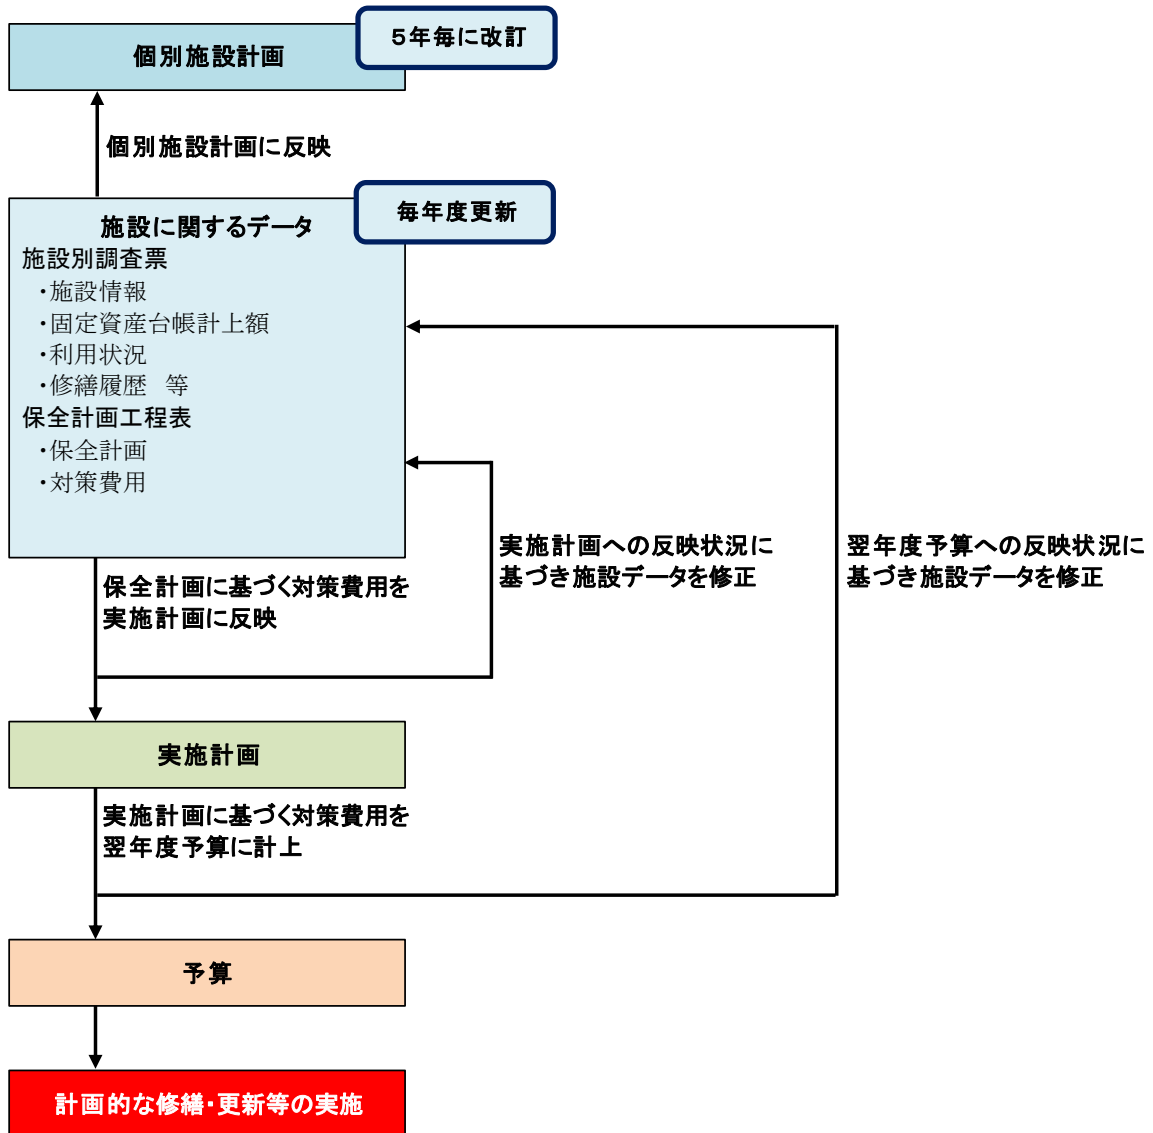 ５年毎に改訂
個別施設計画
個別施設計画に反映
毎年度更新
施設に関するデータ
施設別調査票
・施設情報
・固定資産台帳計上額
・利用状況
・修繕履歴　等
保全計画工程表
・保全計画
・対策費用
実施計画への反映状況に
基づき施設データを修正
翌年度予算への反映状況に
基づき施設データを修正
保全計画に基づく対策費用を
実施計画に反映
実施計画
実施計画に基づく対策費用を
翌年度予算に計上
予算
計画的な修繕・更新等の実施